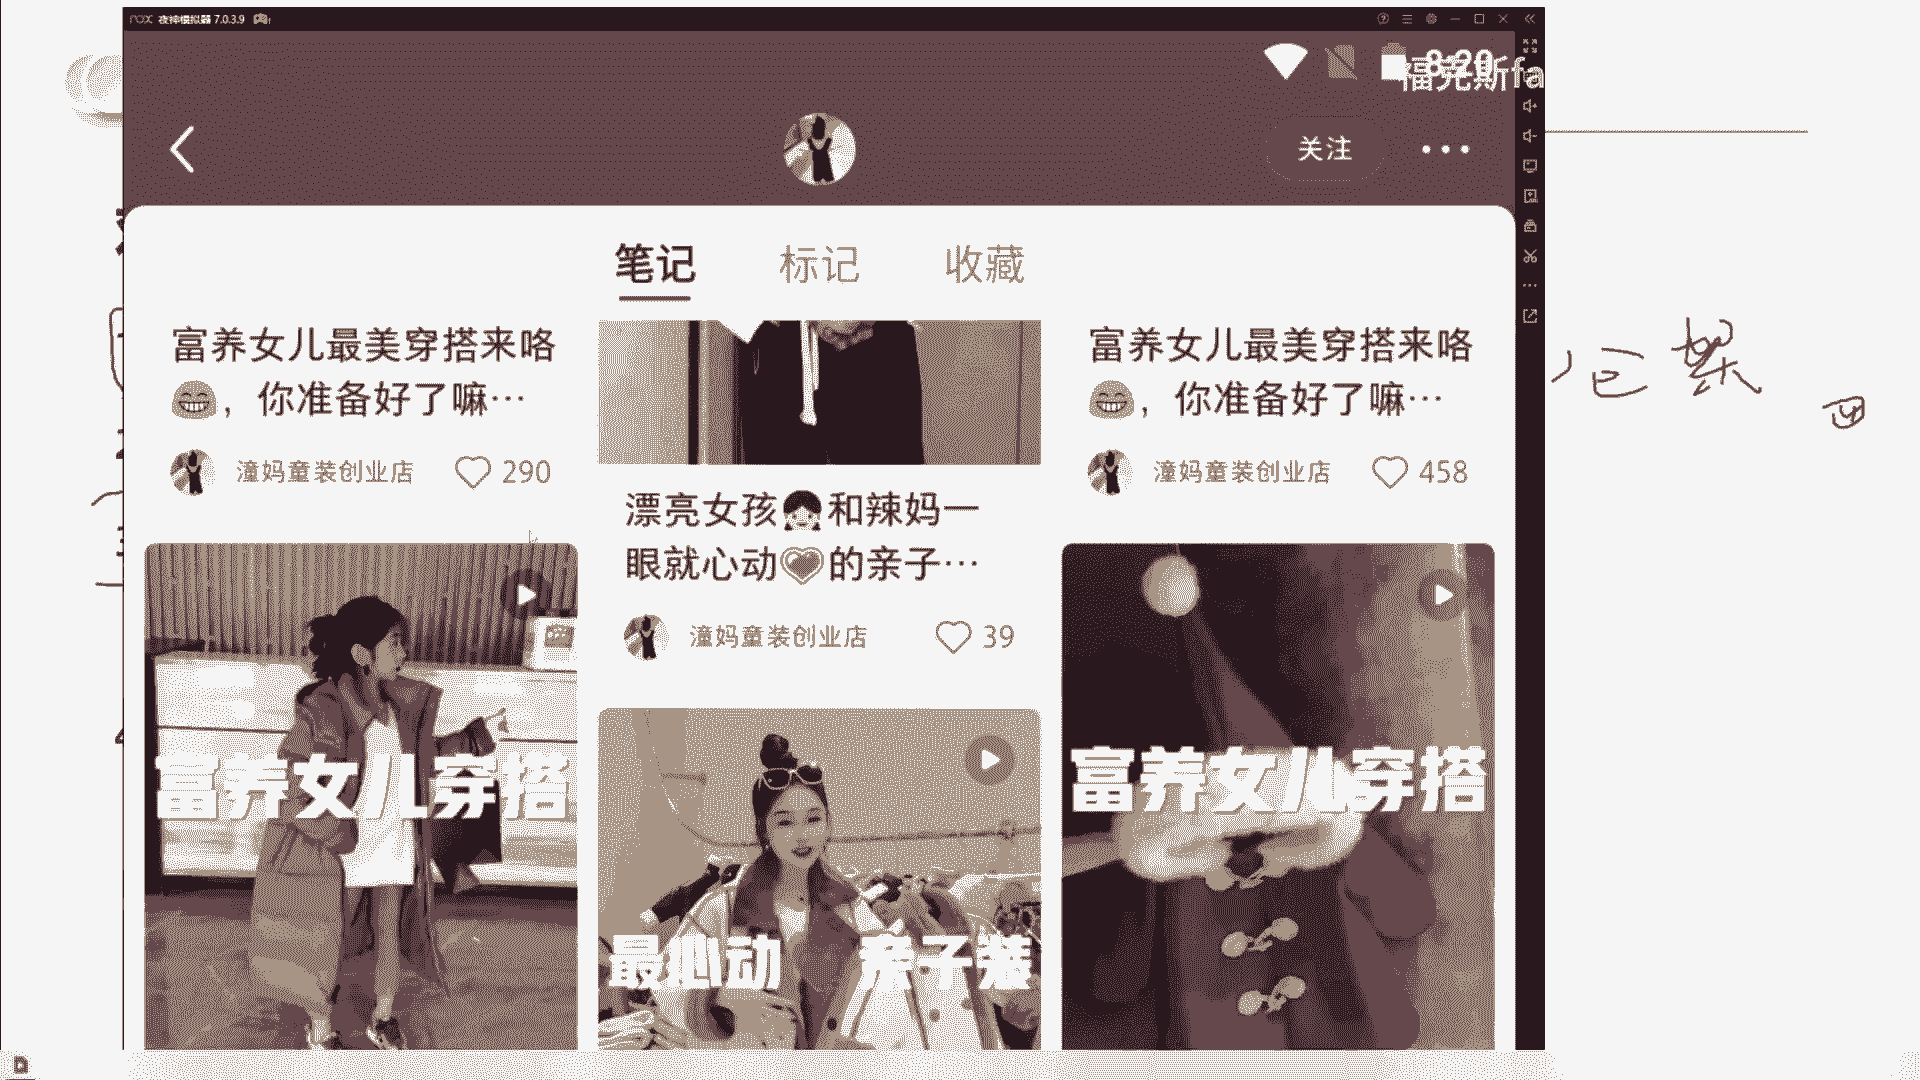 nox 夜神模拟器 7.0.3.9
8:20
福克斯fa
关注
笔记 标记 收藏
富养女儿最美穿搭来咯
😁，你准备好了嘛…
潼妈童装创业店 290
漂亮女孩👧和辣妈一
眼就心动💗的亲子…
潼妈童装创业店 39
富养女儿最美穿搭来咯
😁，你准备好了嘛…
潼妈童装创业店 458
富养女儿穿搭
最心动 亲子装
富养女儿穿搭